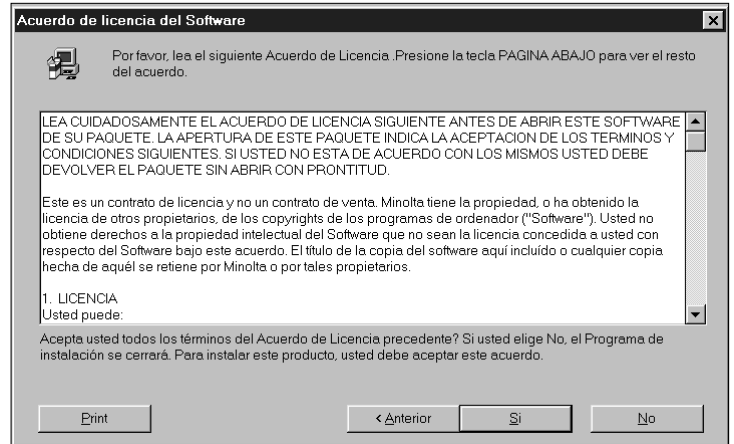 Acuerdo de licencia del Software
Por favor, lea el siguiente Acuerdo de Licencia .Presione la tecla PAGINA ABAJO para ver el resto
del acuerdo.
LEA CUIDADOSAMENTE EL ACUERDO DE LICENCIA SIGUIENTE ANTES DE ABRIR ESTE SOFTWARE
DE SU PAQUETE. LA APERTURA DE ESTE PAQUETE INDICA LA ACEPTACION DE LOS TERMINOS Y
CONDICIONES SIGUIENTES. SI USTED NO ESTA DE ACUERDO CON LOS MISMOS USTED DEBE
DEVOLVER EL PAQUETE SIN ABRIR CON PRONTITUD.
Este es un contrato de licencia y no un contrato de venta. Minolta tiene la propiedad, o ha obtenido la
licencia de otros propietarios, de los copyrights de los programas de ordenador ("Software"). Usted no
obtiene derechos a la propiedad intelectual del Software que no sean la licencia concedida a usted con
respecto del Software bajo este acuerdo. El título de la copia del software aquí incluído o cualquier copia
hecha de aquél se retiene por Minolta o por tales propietarios.
1. LICENCIA
Usted puede:
Acepta usted todos los términos del Acuerdo de Licencia precedente? Si usted elige No, el Programa de
instalación se cerrará. Para instalar este producto, usted debe aceptar este acuerdo.
Print
< Anterior
Si
No